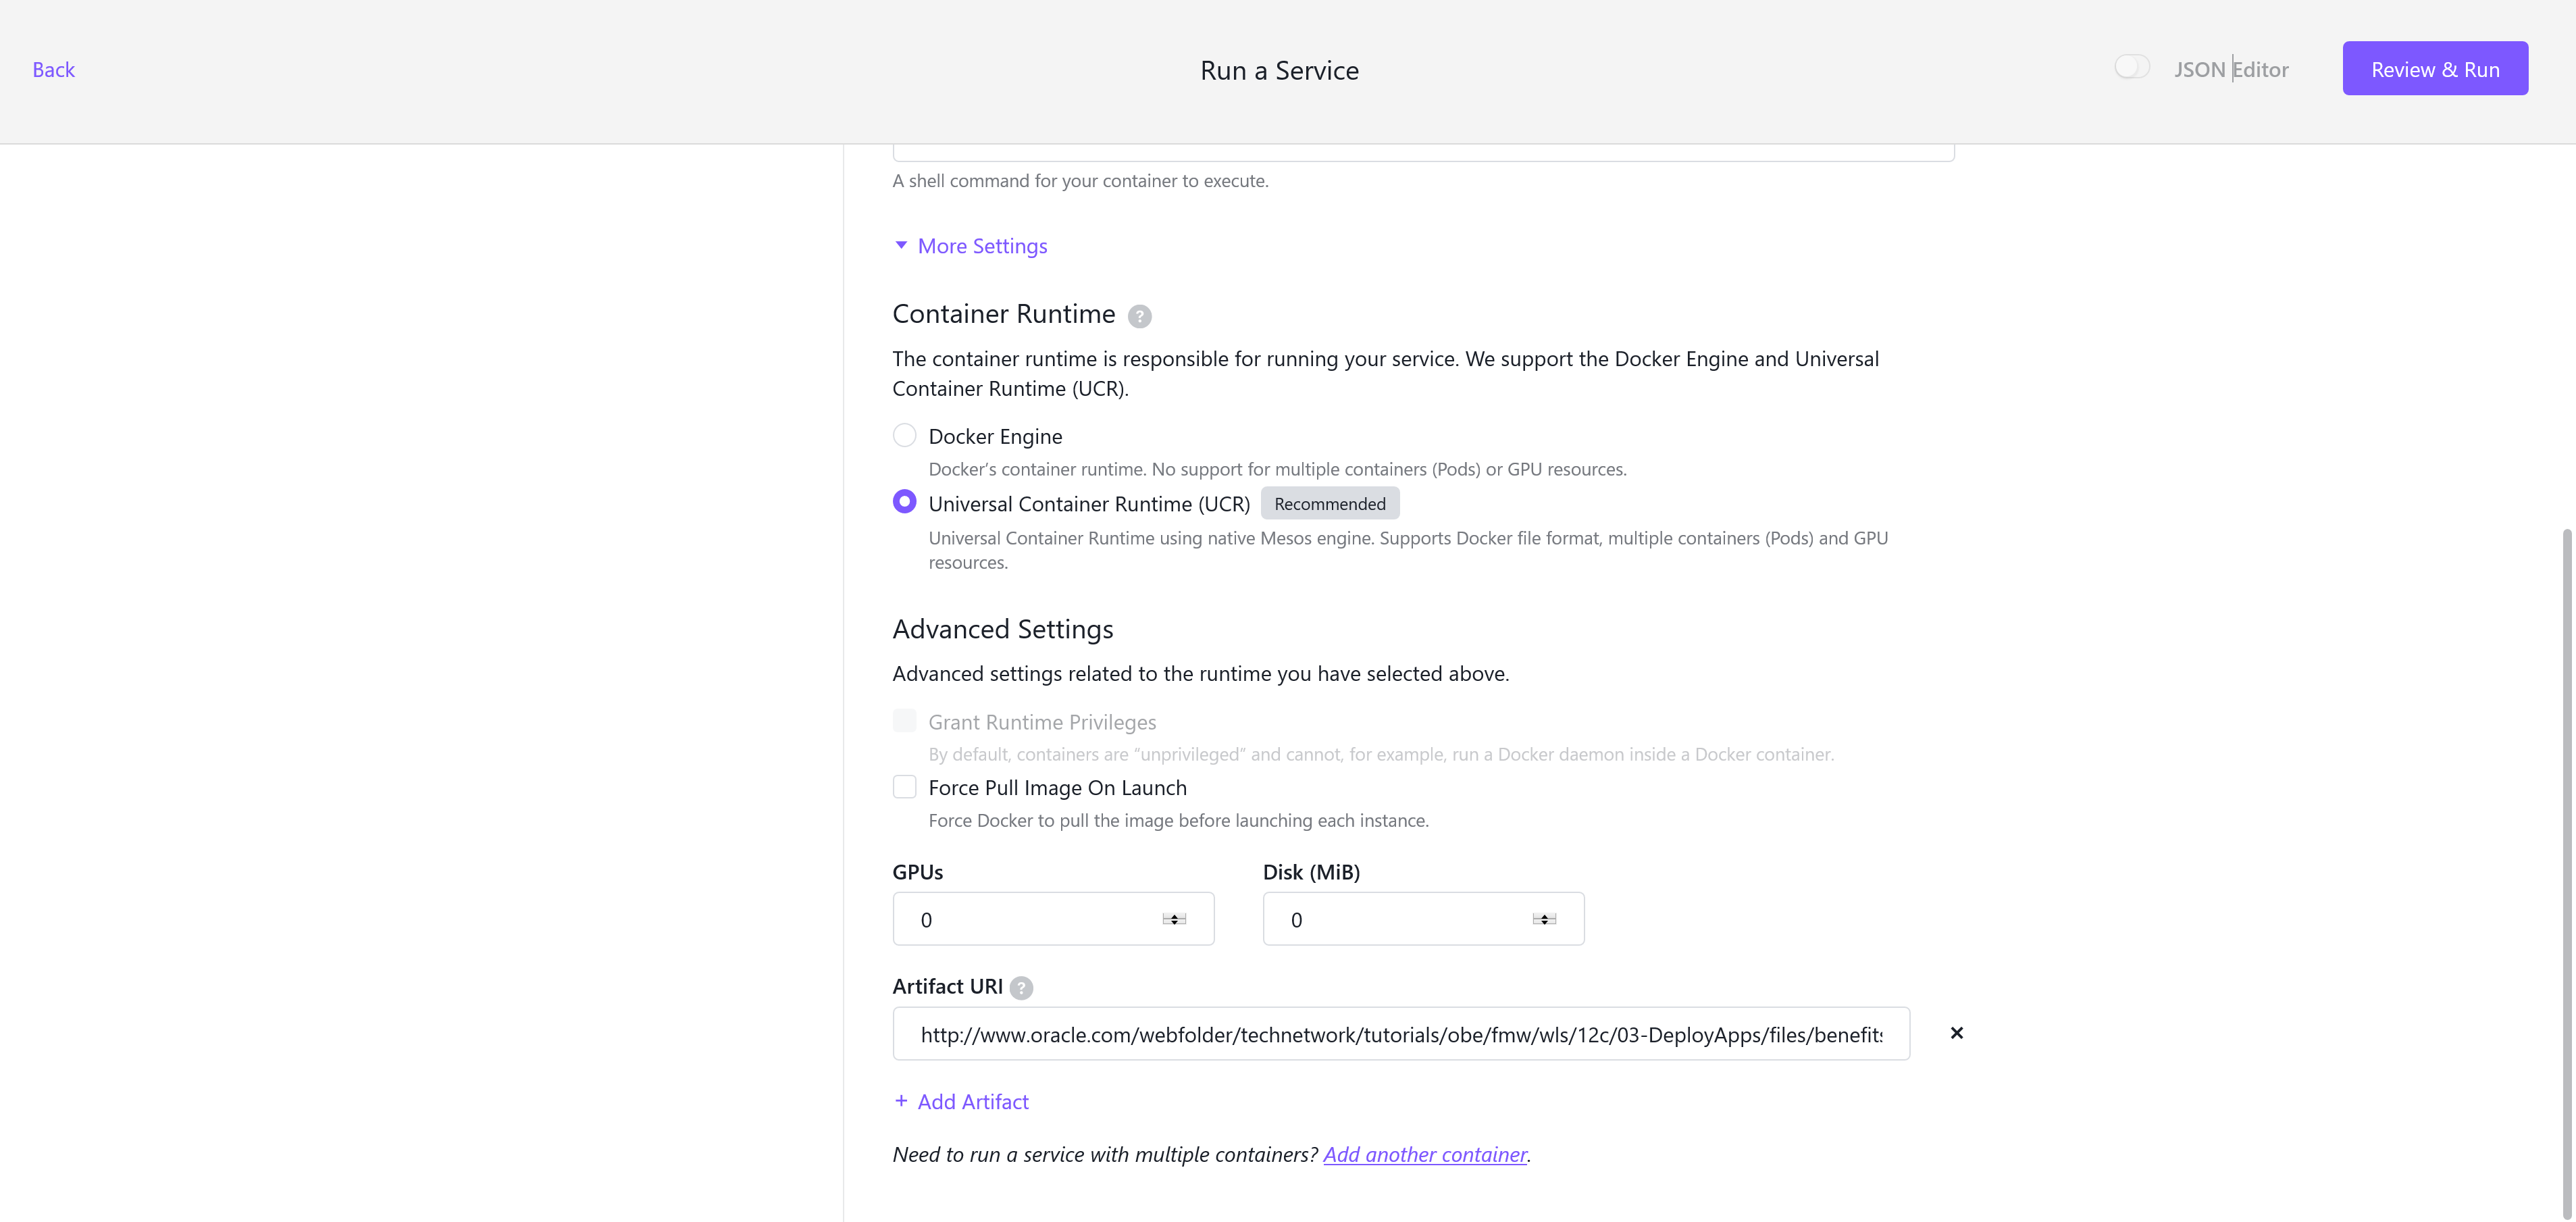 Back
Run a Service
JSON Editor
Review & Run
A shell command for your container to execute.
More Settings
Container Runtime ?
The container runtime is responsible for running your service. We support the Docker Engine and Universal
Container Runtime (UCR).
Docker Engine
Docker’s container runtime. No support for multiple containers (Pods) or GPU resources.
Universal Container Runtime (UCR) Recommended
Universal Container Runtime using native Mesos engine. Supports Docker file format, multiple containers (Pods) and GPU
resources.
Advanced Settings
Advanced settings related to the runtime you have selected above.
Grant Runtime Privileges
By default, containers are “unprivileged” and cannot, for example, run a Docker daemon inside a Docker container.
Force Pull Image On Launch
Force Docker to pull the image before launching each instance.
GPUs Disk (MiB)
0 0
Artifact URI ?
http://www.oracle.com/webfolder/technetwork/tutorials/obe/fmw/wls/12c/03-DeployApps/files/benefits
+ Add Artifact
Need to run a service with multiple containers? Add another container.